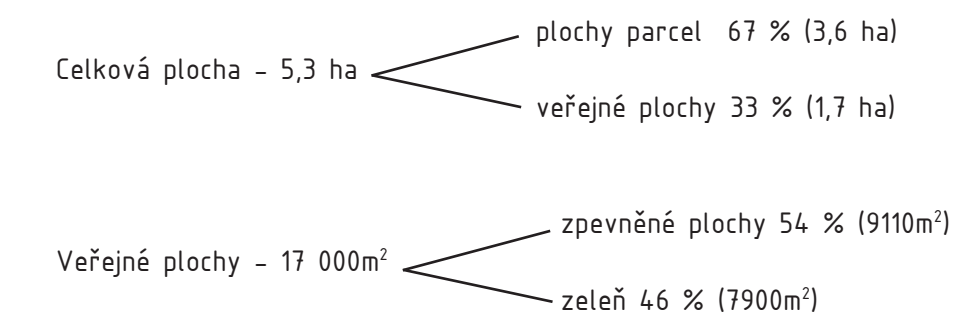 plochy parcel 67 % (3,6 ha)
Celková plocha – 5,3 ha
veřejné plochy 33 % (1,7 ha)
zpevněné plochy 54 % (9110m²)
Veřejné plochy – 17 000m²
zeleň 46 % (7900m²)